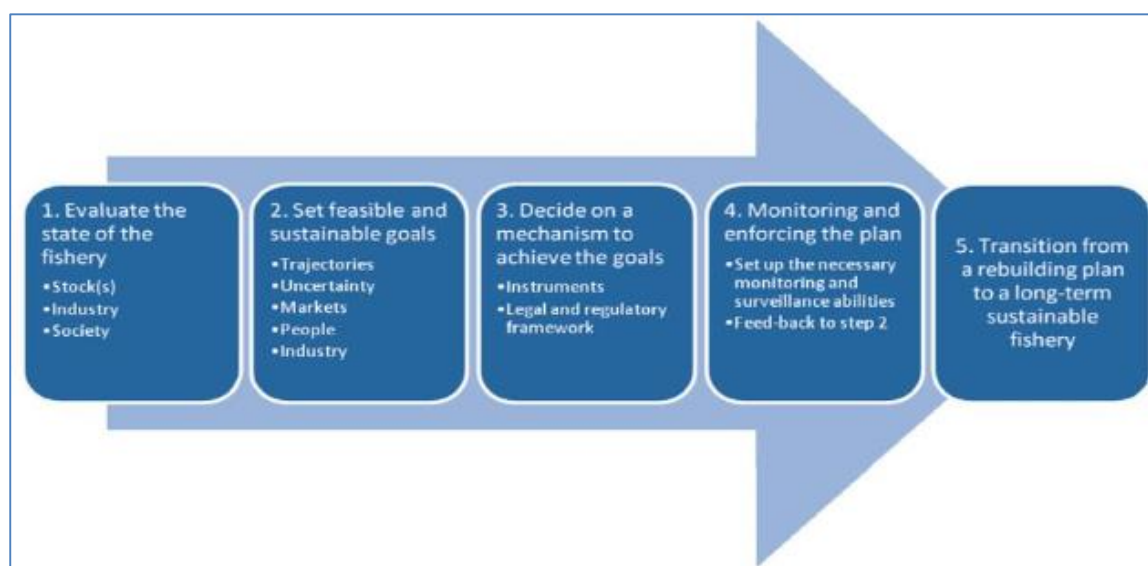 1. Evaluate the
state of the
fishery
•Stock(s)
•Industry
•Society
2. Set feasible and
sustainable goals
•Trajectories
•Uncertainty
•Markets
•People
•Industry
3. Decide on a
mechanism to
achieve the goals
•Instruments
•Legal and regulatory
framework
4. Monitoring and
enforcing the plan
•Set up the necessary
monitoring and
surveillance abilities
•Feed-back to step 2
5. Transition from
a rebuilding plan
to a long-term
sustainable
fishery